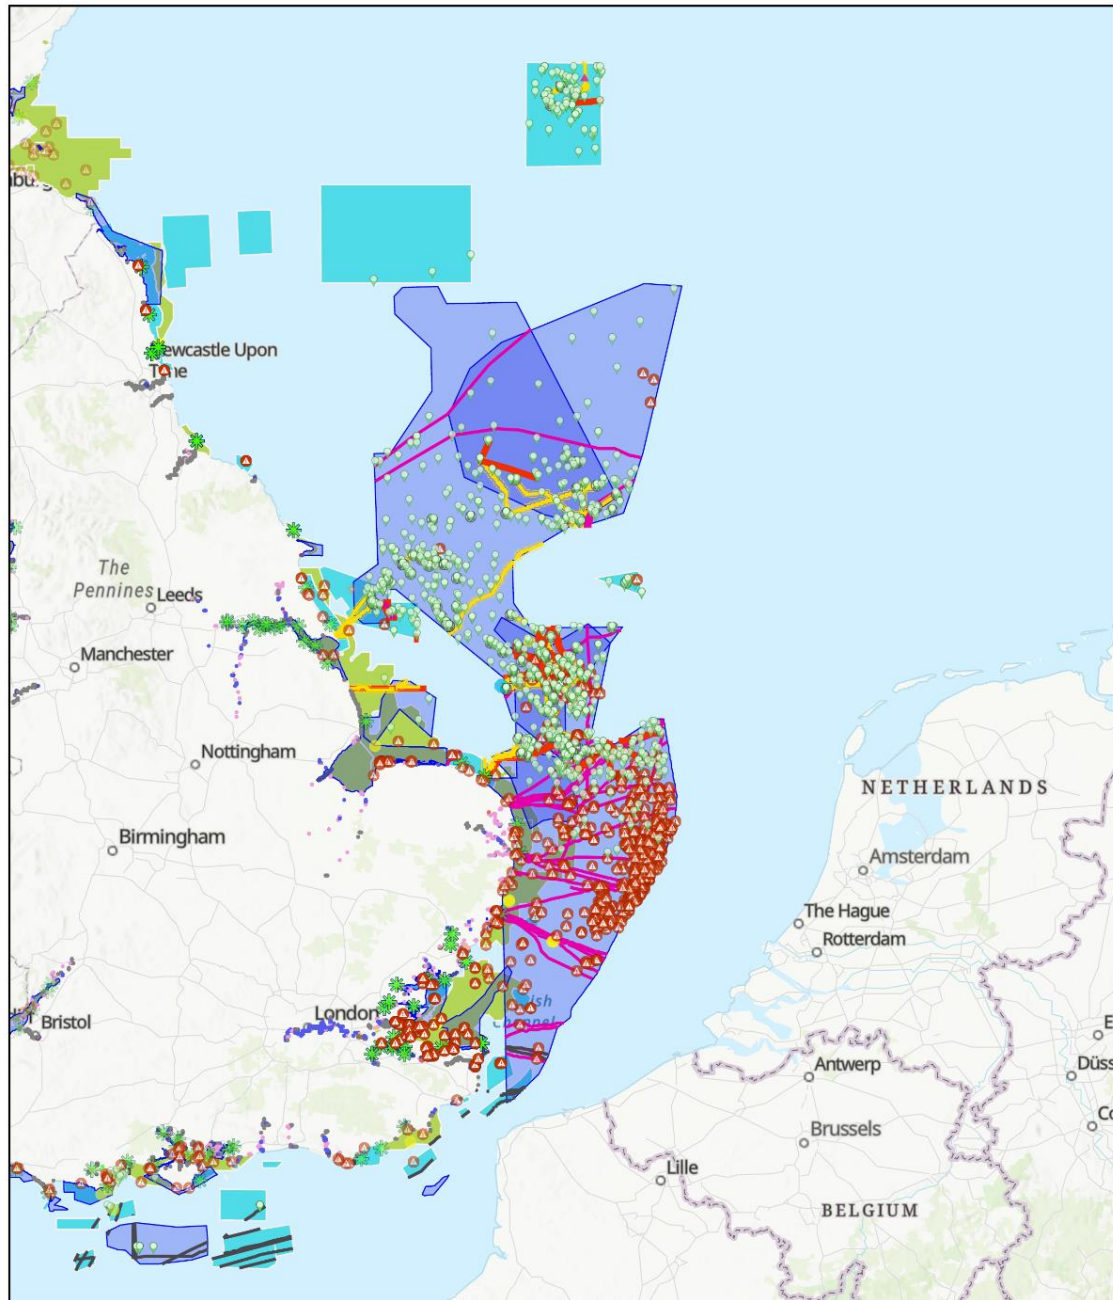 Newcastle Upon
Tyne
The
Pennines
Leeds
Manchester
Nottingham
NETHERLANDS
Birmingham
Amsterdam
The Hague
Rotterdam
London
Bristol
Antwerp
Brussels
Lille
BELGIUM